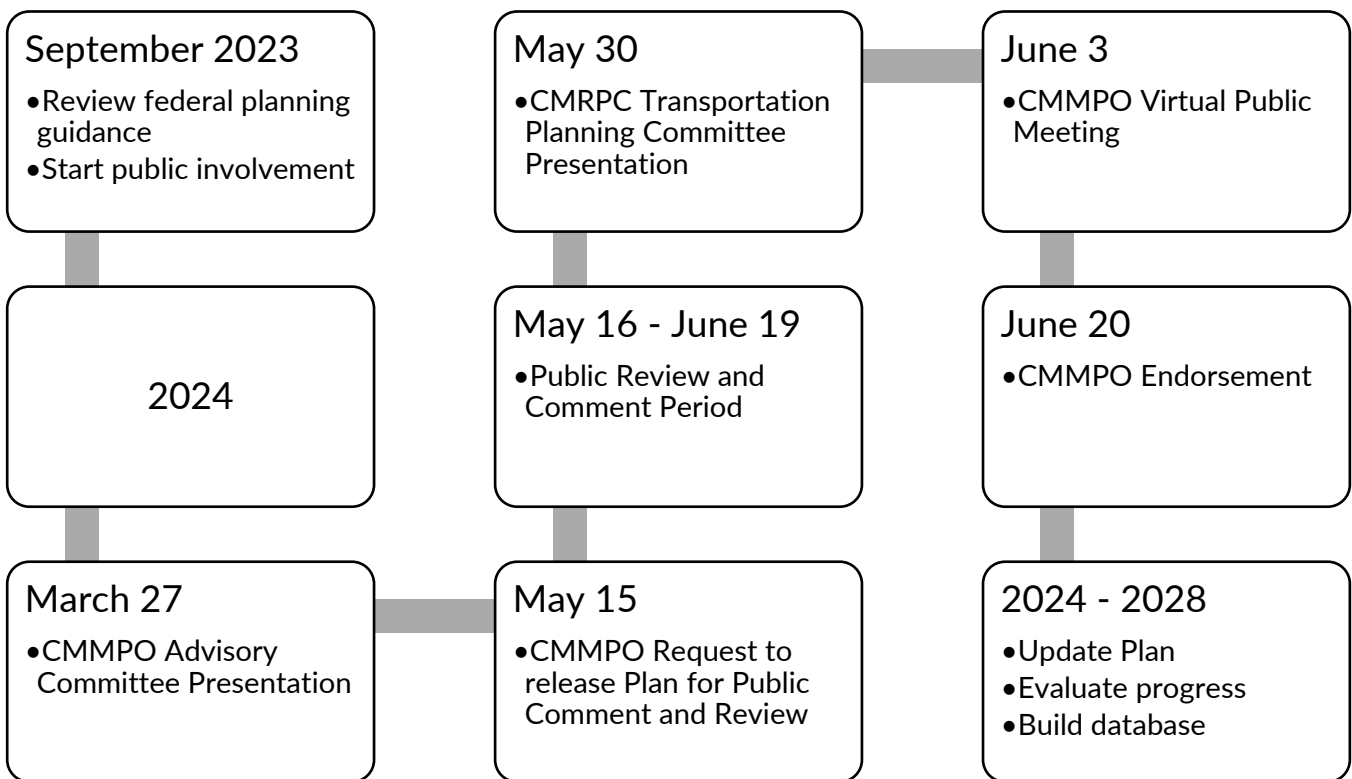 September 2023
•Review federal planning
guidance
•Start public involvement
2024
March 27
•CMMPO Advisory
Committee Presentation
May 15
•CMMPO Request to
release Plan for Public
Comment and Review
May 16 - June 19
•Public Review and
Comment Period
May 30
•CMRPC Transportation
Planning Committee
Presentation
June 3
•CMMPO Virtual Public
Meeting
June 20
•CMMPO Endorsement
2024 - 2028
•Update Plan
•Evaluate progress
•Build database